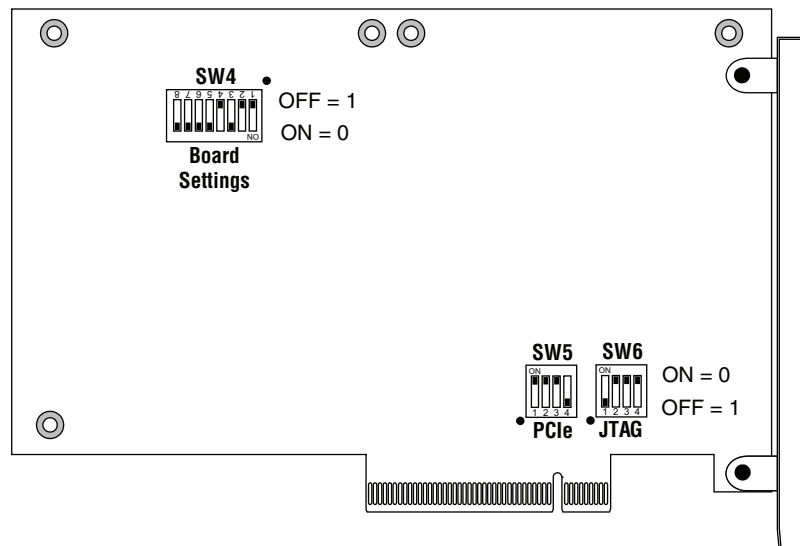 SW4
8 7 6 5 4 3 2 1
OFF = 1
ON = 0
ON
Board
Settings
SW5
SW6
ON
ON
ON = 0
1 2 3 4
1 2 3 4
OFF = 1
PCIe
JTAG